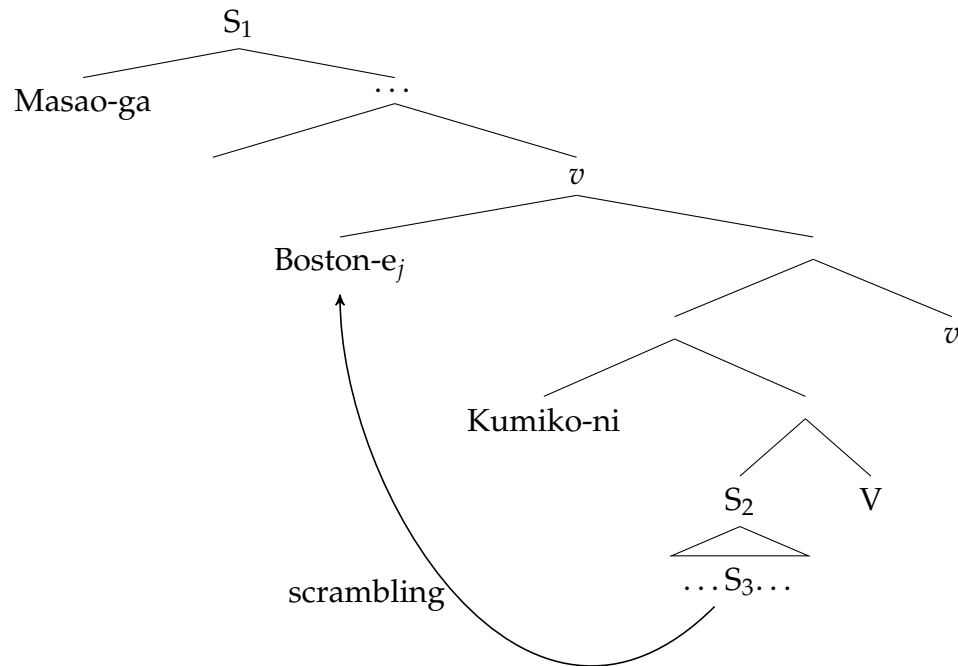 S₁
Masao-ga
...
v
Boston-eⱼ
v
Kumiko-ni
S₂
V
scrambling
...S₃...